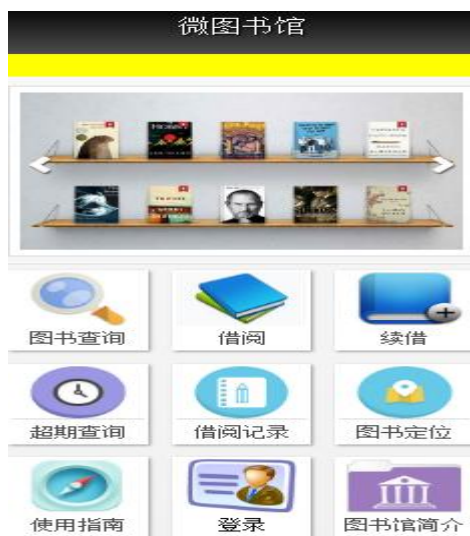 微图书馆
图书查询
借阅
续借
超期查询
借阅记录
图书定位
使用指南
登录
图书馆简介